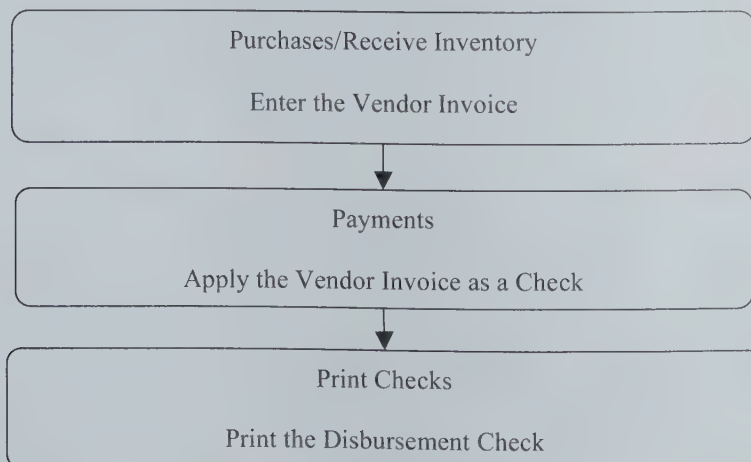 Purchases/Receive Inventory
Enter the Vendor Invoice
Payments
Apply the Vendor Invoice as a Check
Print Checks
Print the Disbursement Check